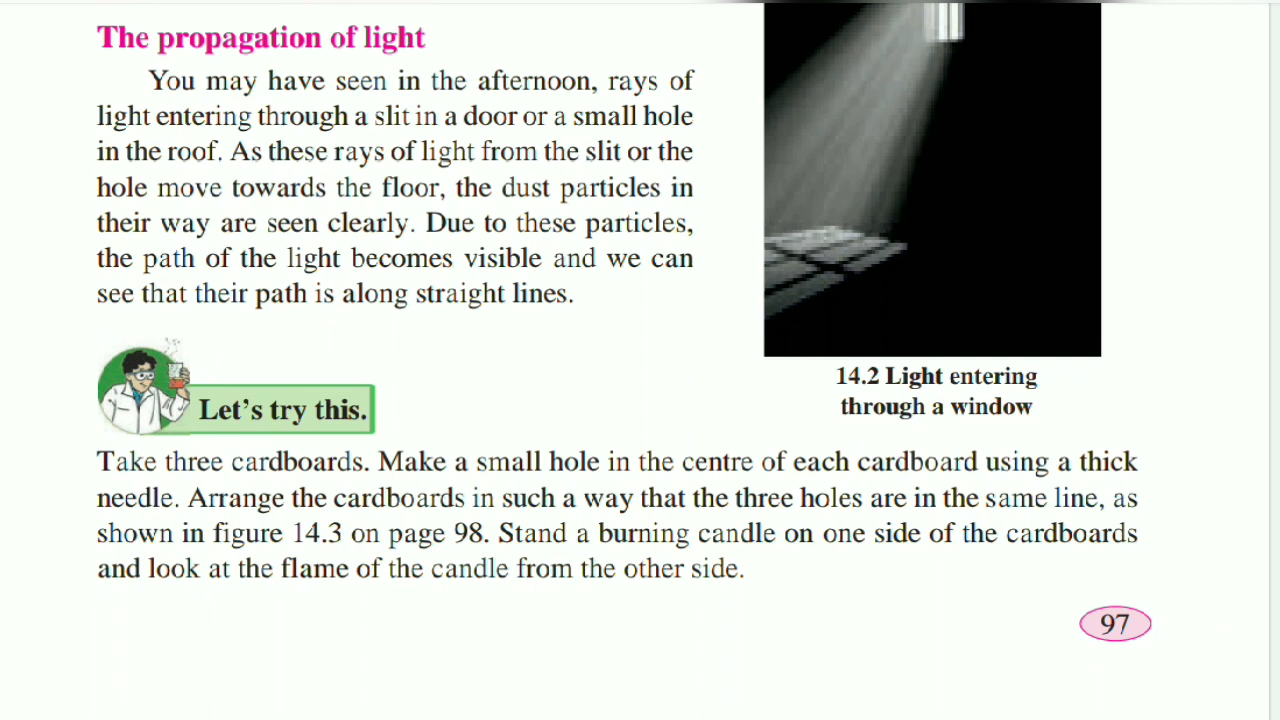 The propagation of light
You may have seen in the afternoon, rays of
light entering through a slit in a door or a small hole
in the roof. As these rays of light from the slit or the
hole move towards the floor, the dust particles in
their way are seen clearly. Due to these particles,
the path of the light becomes visible and we can
see that their path is along straight lines.
14.2 Light entering
through a window
Let’s try this.
Take three cardboards. Make a small hole in the centre of each cardboard using a thick
needle. Arrange the cardboards in such a way that the three holes are in the same line, as
shown in figure 14.3 on page 98. Stand a burning candle on one side of the cardboards
and look at the flame of the candle from the other side.
97